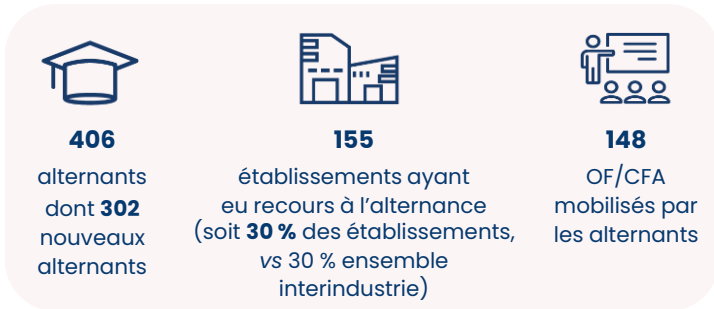 406
alternants
dont 302
nouveaux
alternants
155
établissements ayant
eu recours à l’alternance
(soit 30 % des établissements,
vs 30 % ensemble
interindustrie)
148
OF/CFA
mobilisés par
les alternants